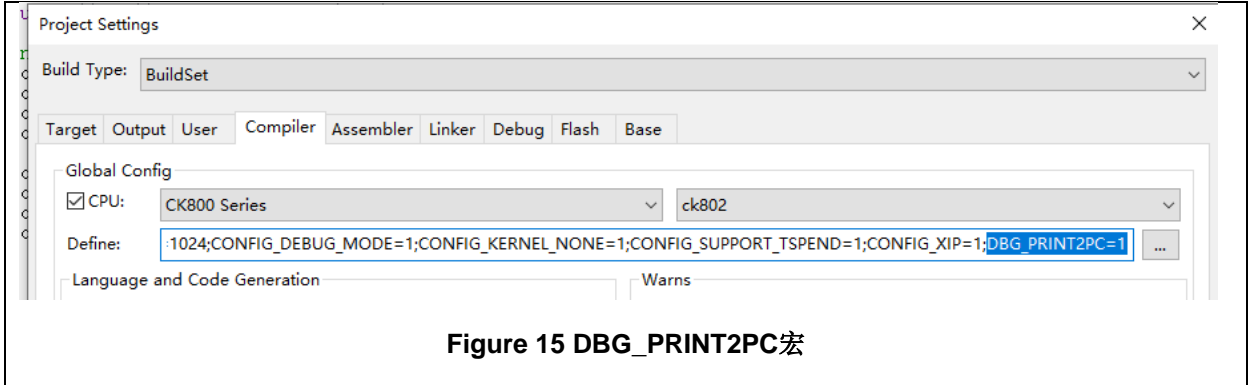 Project Settings
Build Type: BuildSet
Target Output User Compiler Assembler Linker Debug Flash Base
Global Config
CPU: CK800 Series ck802
Define: :1024;CONFIG_DEBUG_MODE=1;CONFIG_KERNEL_NONE=1;CONFIG_SUPPORT_TSPEND=1;CONFIG_XIP=1;DBG_PRINT2PC=1 ...
Language and Code Generation Warns
Figure 15 DBG_PRINT2PC宏